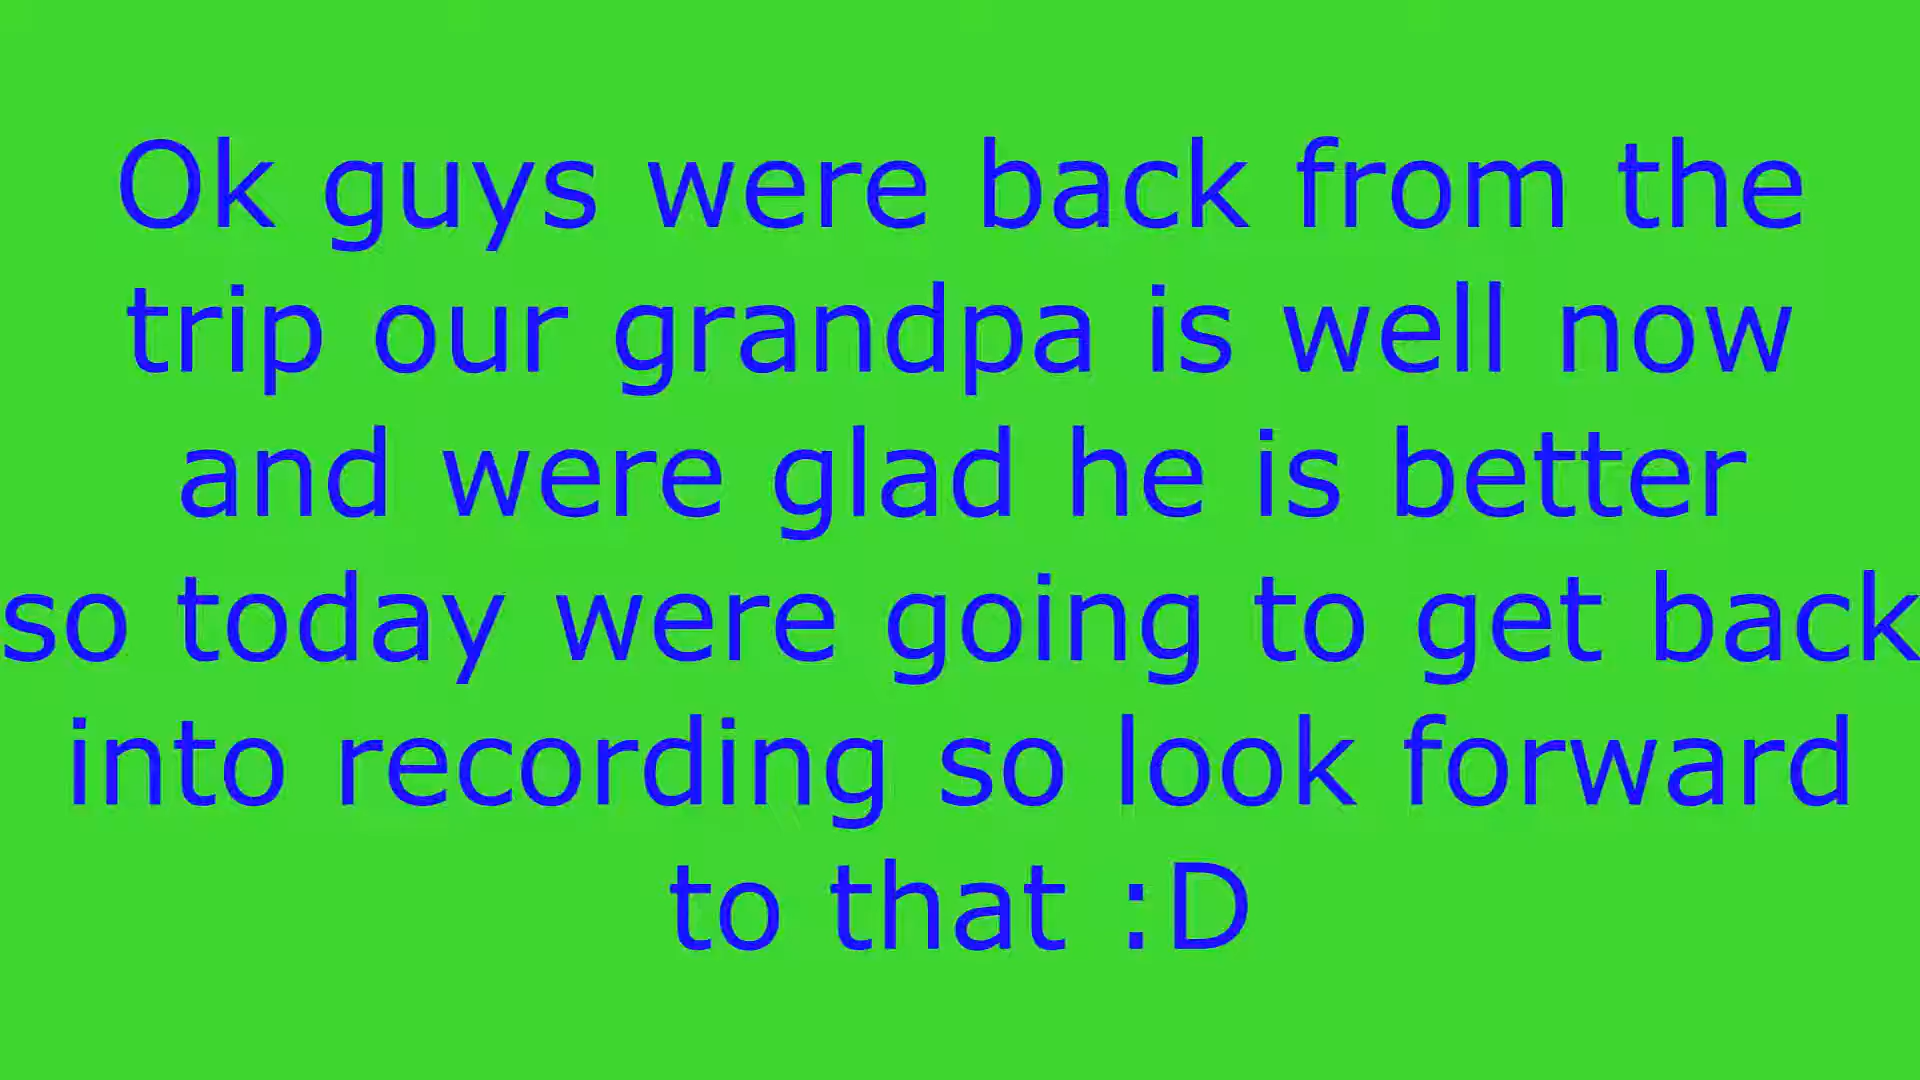 Ok guys were back from the
trip our grandpa is well now
and were glad he is better
so today were going to get back
into recording so look forward
to that :D